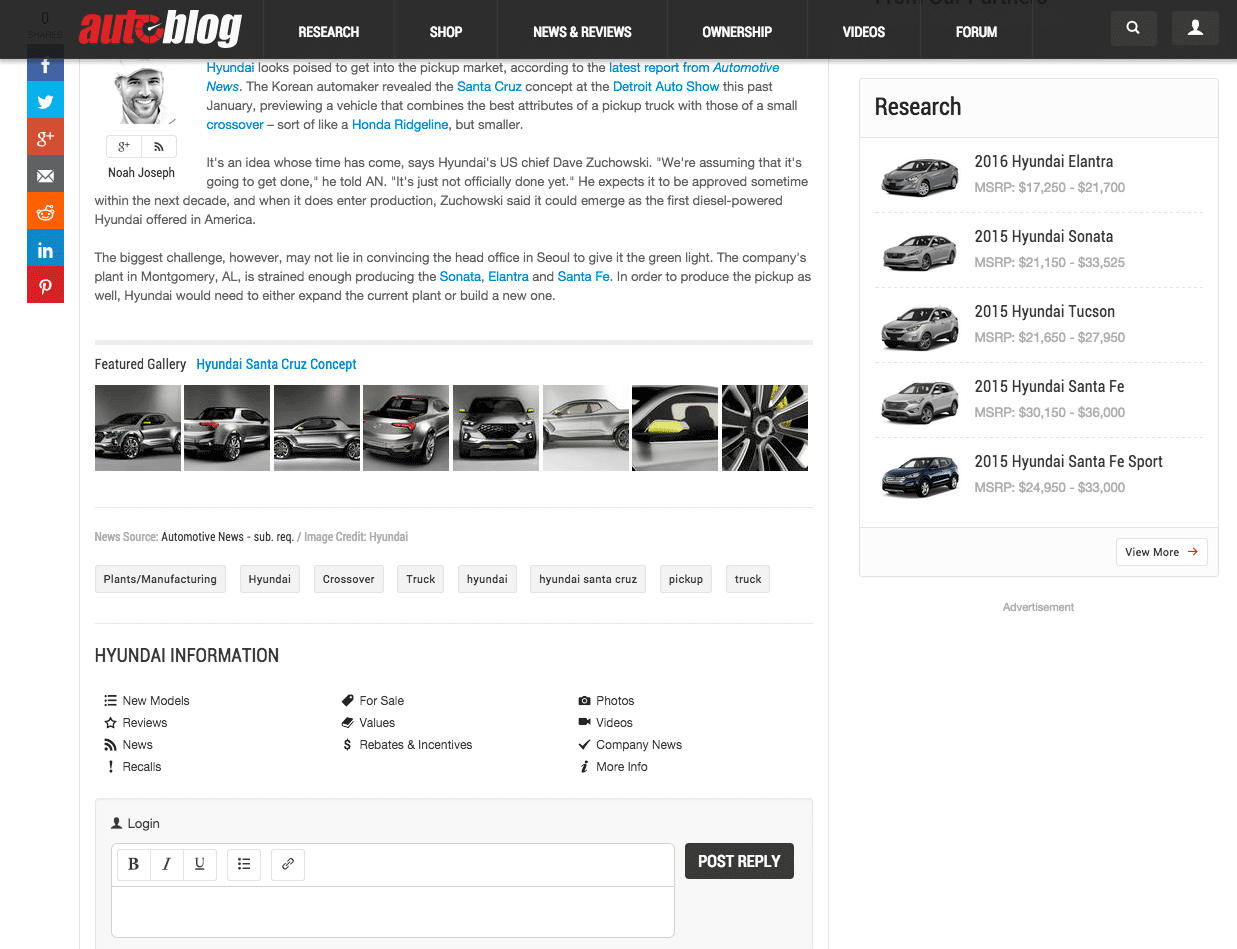 From Our Partners
0
SHARES
autoblog
RESEARCH
SHOP
NEWS & REVIEWS
OWNERSHIP
VIDEOS
FORUM
f
g+
in
g+
Noah Joseph
Hyundai looks poised to get into the pickup market, according to the latest report from Automotive
News. The Korean automaker revealed the Santa Cruz concept at the Detroit Auto Show this past
January, previewing a vehicle that combines the best attributes of a pickup truck with those of a small
crossover – sort of like a Honda Ridgeline, but smaller.
It's an idea whose time has come, says Hyundai's US chief Dave Zuchowski. "We're assuming that it's
going to get done," he told AN. "It's just not officially done yet." He expects it to be approved sometime
within the next decade, and when it does enter production, Zuchowski said it could emerge as the first diesel-powered
Hyundai offered in America.
The biggest challenge, however, may not lie in convincing the head office in Seoul to give it the green light. The company's
plant in Montgomery, AL, is strained enough producing the Sonata, Elantra and Santa Fe. In order to produce the pickup as
well, Hyundai would need to either expand the current plant or build a new one.
Featured Gallery Hyundai Santa Cruz Concept
News Source: Automotive News - sub. req. / Image Credit: Hyundai
Plants/Manufacturing
Hyundai
Crossover
Truck
hyundai
hyundai santa cruz
pickup
truck
HYUNDAI INFORMATION
New Models
Reviews
News
Recalls
For Sale
Values
$ Rebates & Incentives
Photos
Videos
Company News
More Info
Login
B I U
POST REPLY
Research
2016 Hyundai Elantra
MSRP: $17,250 - $21,700
2015 Hyundai Sonata
MSRP: $21,150 - $33,525
2015 Hyundai Tucson
MSRP: $21,650 - $27,950
2015 Hyundai Santa Fe
MSRP: $30,150 - $36,000
2015 Hyundai Santa Fe Sport
MSRP: $24,950 - $33,000
View More
Advertisement